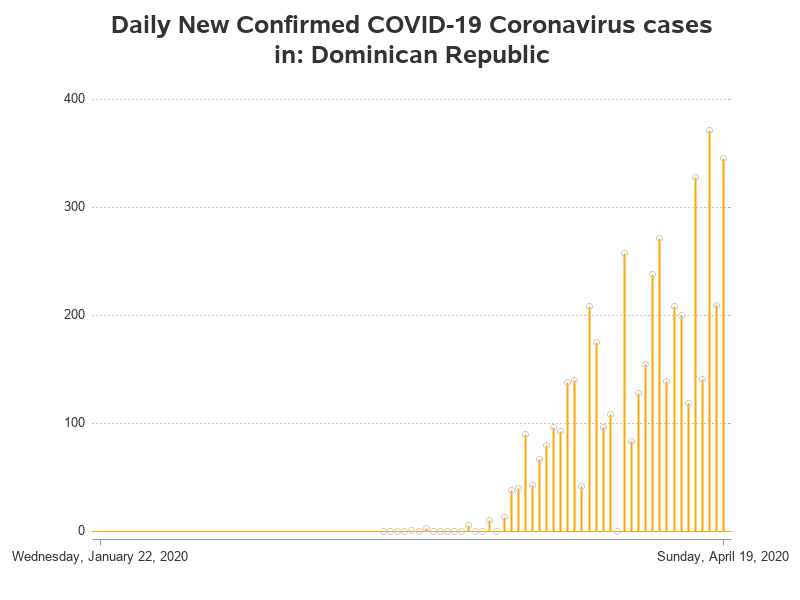 Daily New Confirmed COVID-19 Coronavirus cases
in: Dominican Republic
400
300
200
100
0
Wednesday, January 22, 2020
Sunday, April 19, 2020